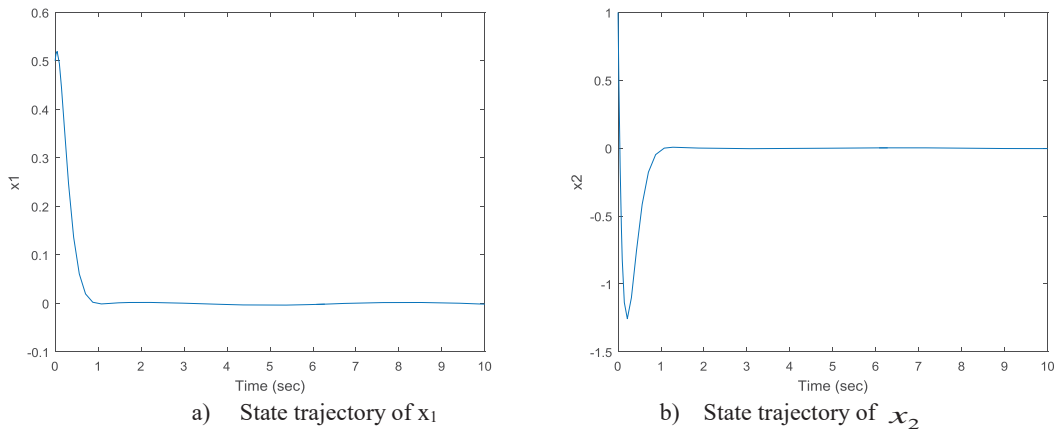 0.6
0.5
0.4
0.3
0.2
0.1
0
-0.1
x1
0 1 2 3 4 5 6 7 8 9 10
Time (sec)
a) State trajectory of x1
1
0.5
0
-0.5
-1
-1.5
x2
0 1 2 3 4 5 6 7 8 9 10
Time (sec)
b) State trajectory of x2